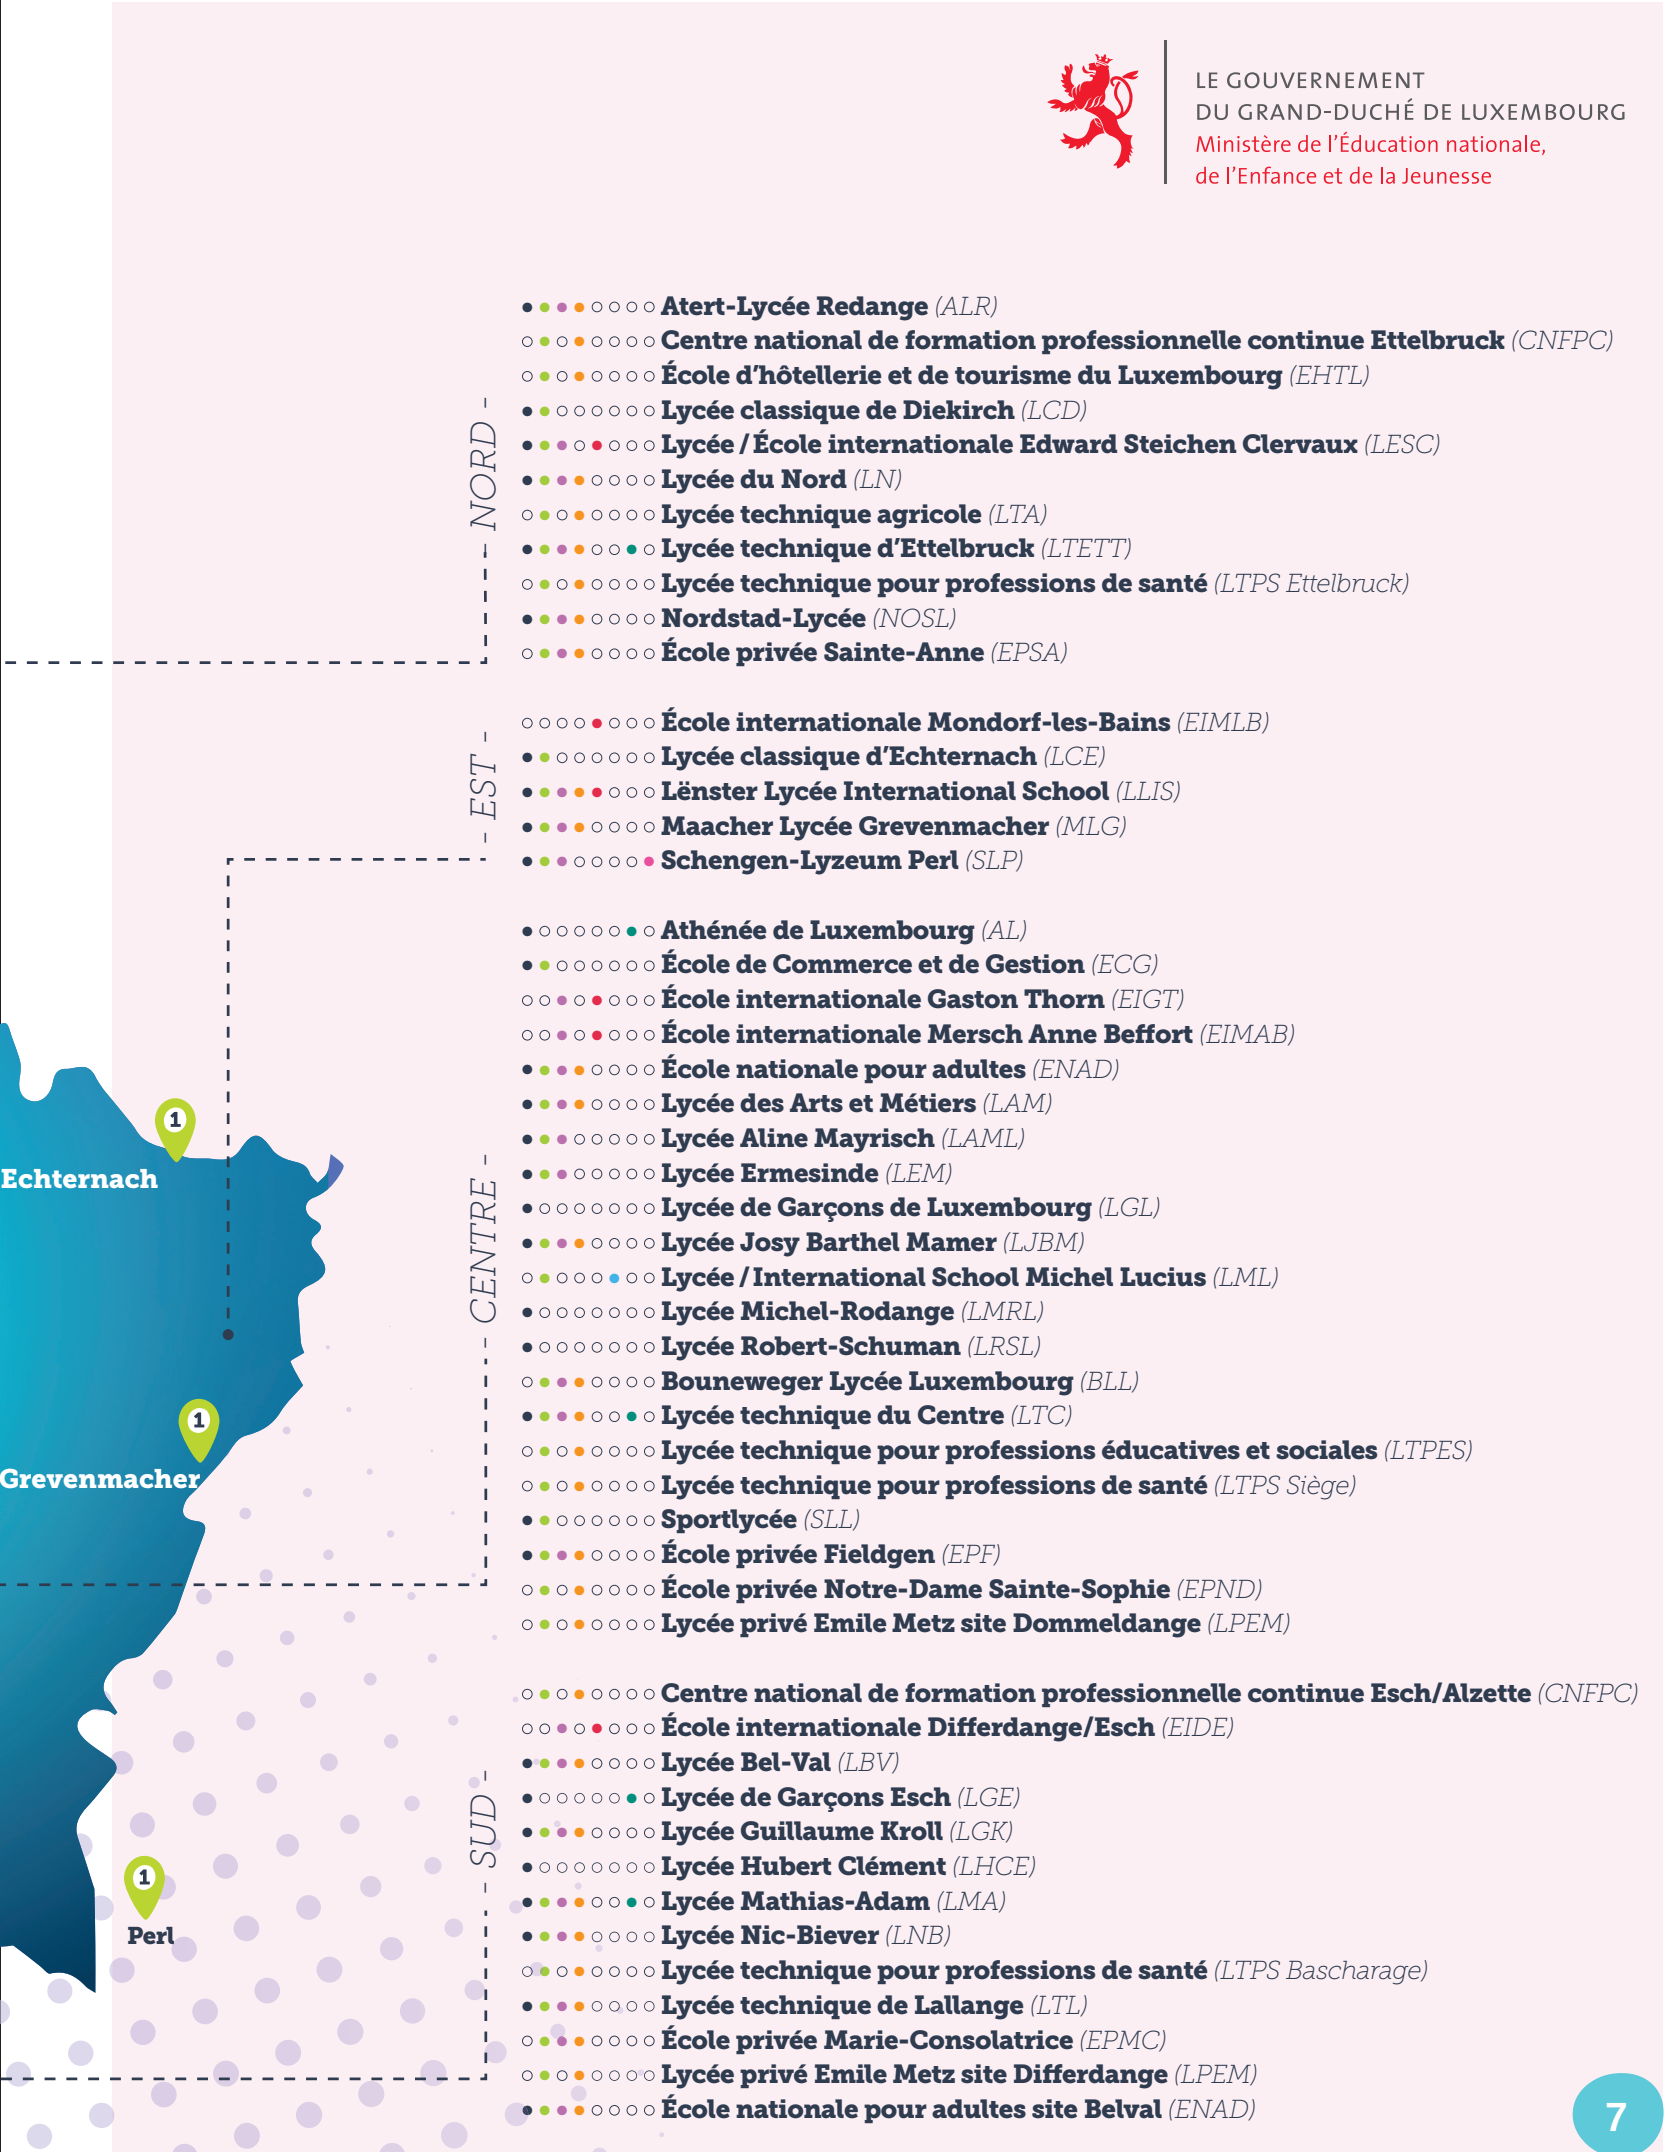 LE GOUVERNEMENT
DU GRAND-DUCHÉ DE LUXEMBOURG
Ministère de l'Éducation nationale,
de l'Enfance et de la Jeunesse
NORD
Atert-Lycée Redange (ALR)
Centre national de formation professionnelle continue Ettelbruck (CNFPC)
École d'hôtellerie et de tourisme du Luxembourg (EHTL)
Lycée classique de Diekirch (LCD)
Lycée / École internationale Edward Steichen Clervaux (LESC)
Lycée du Nord (LN)
Lycée technique agricole (LTA)
Lycée technique d'Ettelbruck (LTETT)
Lycée technique pour professions de santé (LTPS Ettelbruck)
Nordstad-Lycée (NOSL)
École privée Sainte-Anne (EPSA)
EST
École internationale Mondorf-les-Bains (EIMLB)
Lycée classique d'Echternach (LCE)
Lënster Lycée International School (LLIS)
Maacher Lycée Grevenmacher (MLG)
Schengen-Lyzeum Perl (SLP)
CENTRE
Athénée de Luxembourg (AL)
École de Commerce et de Gestion (ECG)
École internationale Gaston Thorn (EIGT)
École internationale Mersch Anne Beffort (EIMAB)
École nationale pour adultes (ENAD)
Lycée des Arts et Métiers (LAM)
Lycée Aline Mayrisch (LAML)
Lycée Ermesinde (LEM)
Lycée de Garçons de Luxembourg (LGL)
Lycée Josy Barthel Mamer (LJBM)
Lycée / International School Michel Lucius (LML)
Lycée Michel-Rodange (LMRL)
Lycée Robert-Schuman (LRSL)
Bouneweger Lycée Luxembourg (BLL)
Lycée technique du Centre (LTC)
Lycée technique pour professions éducatives et sociales (LTPES)
Lycée technique pour professions de santé (LTPS Siège)
Sportlycée (SLL)
École privée Fieldgen (EPF)
École privée Notre-Dame Sainte-Sophie (EPND)
Lycée privé Emile Metz site Dommeldange (LPEM)
SUD
Centre national de formation professionnelle continue Esch/Alzette (CNFPC)
École internationale Differdange/Esch (EIDE)
Lycée Bel-Val (LBV)
Lycée de Garçons Esch (LGE)
Lycée Guillaume Kroll (LGK)
Lycée Hubert Clément (LHCE)
Lycée Mathias-Adam (LMA)
Lycée Nic-Biever (LNB)
Lycée technique pour professions de santé (LTPS Bascharage)
Lycée technique de Lallange (LTL)
École privée Marie-Consolatrice (EPMC)
Lycée privé Emile Metz site Differdange (LPEM)
École nationale pour adultes site Belval (ENAD)
1
Echternach
1
Grevenmacher
1
Perl
7